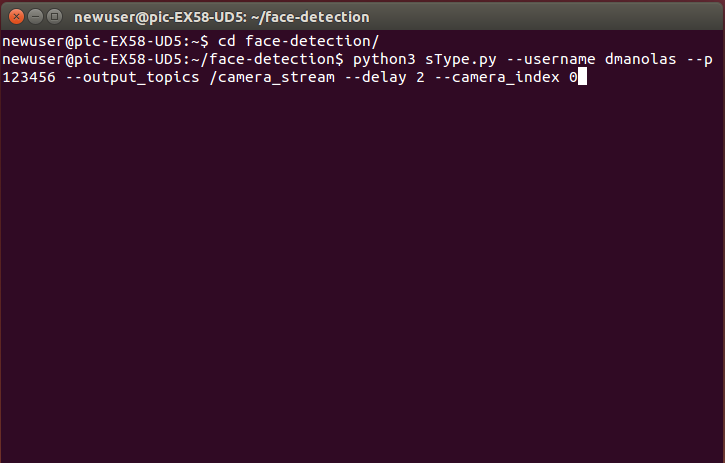 newuser@pic-EX58-UD5: ~/face-detection
newuser@pic-EX58-UD5:~$ cd face-detection/
newuser@pic-EX58-UD5:~/face-detection$ python3 sType.py --username dmanolas --p
123456 --output_topics /camera_stream --delay 2 --camera_index 0